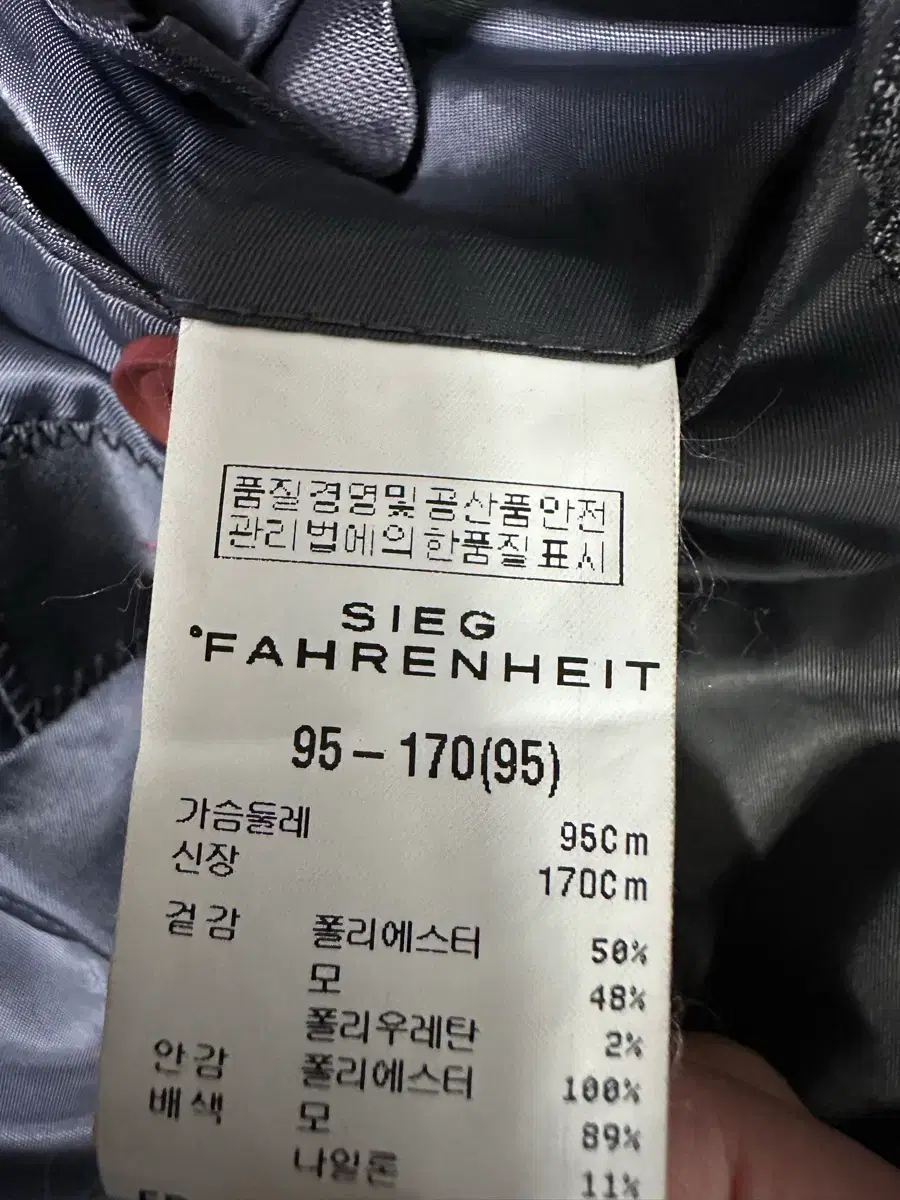 품질경영및공산품안전
관리법에의한품질표시
SIEG
°FAHRENHEIT
95-170(95)
가슴둘레 95Cm
신장 170Cm
겉감 폴리에스터 50%
모 48%
폴리우레탄 2%
안감 폴리에스터 100%
배색 모 89%
나일론 11%